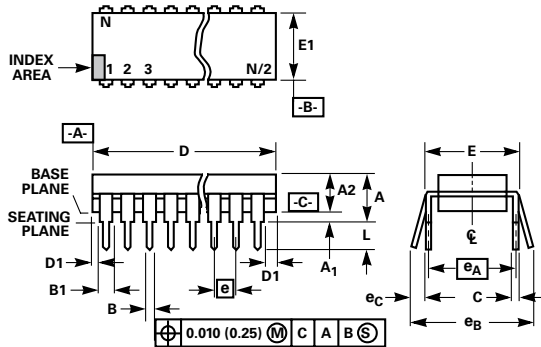 N
E1
INDEX
AREA
1 2 3 N/2
-B-
-A-
D
E
BASE
PLANE
A2
A
-C-
SEATING
PLANE
L
D1
B1
B
e
D1
A1
eA
eC
C
eB
0.010 (0.25) M C A B S